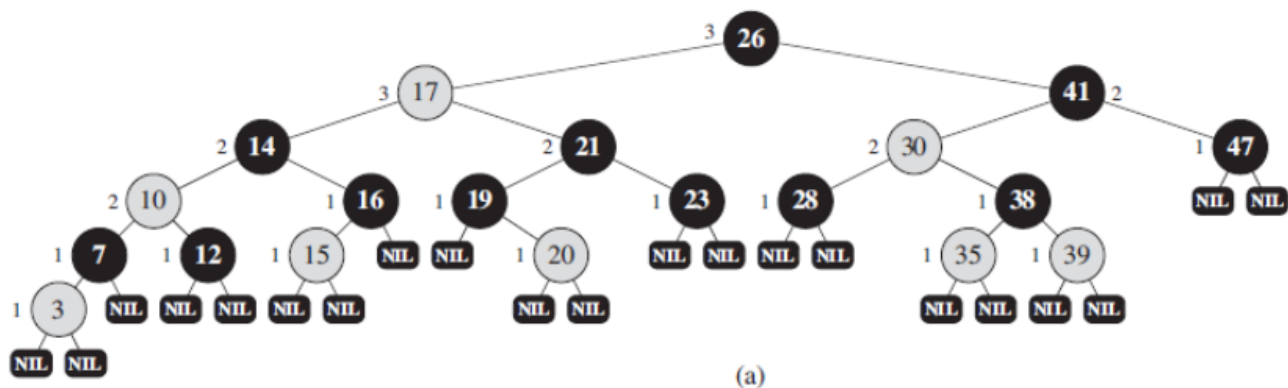 3 26
3 17 41 2
2 14 2 21 2 30 1 47
2 10 1 16 1 19 1 23 1 28 1 38 NIL NIL
1 7 1 12 1 15 NIL NIL 1 20 NIL NIL NIL NIL 1 35 1 39
1 3 NIL NIL NIL NIL NIL NIL NIL NIL NIL NIL NIL
NIL NIL
(a)